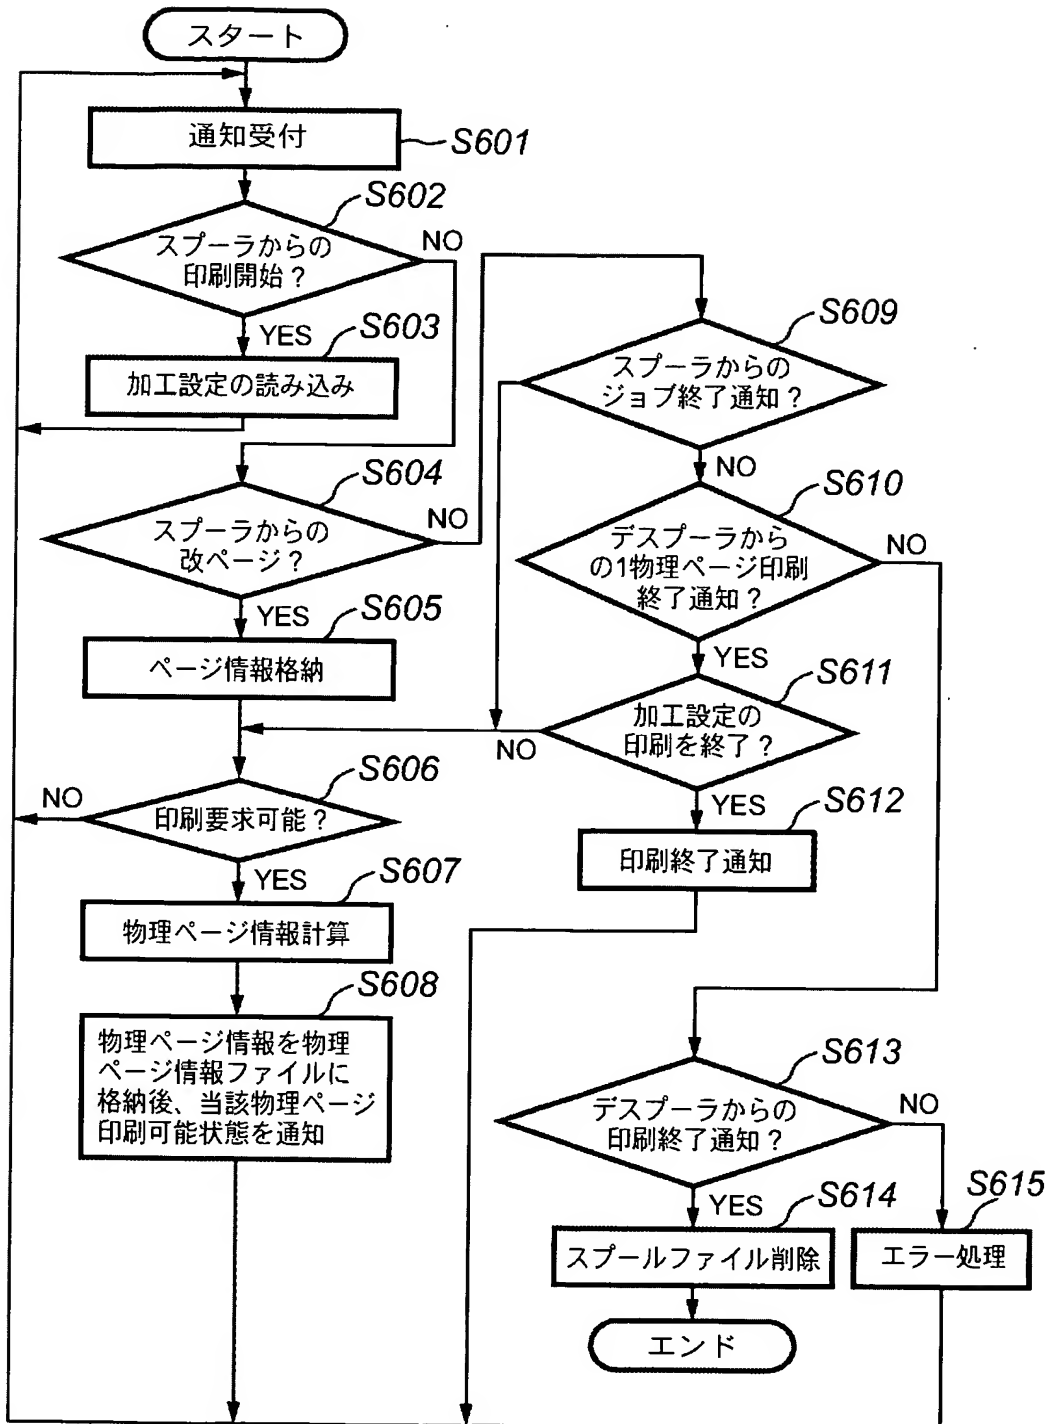 スタート
通知受付
S601
S602
スプーラからの
印刷開始？
NO
YES
S603
加工設定の読み込み
S604
スプーラからの
改ページ？
NO
YES
S605
ページ情報格納
S606
NO
印刷要求可能？
YES
S607
物理ページ情報計算
S608
物理ページ情報を物理
ページ情報ファイルに
格納後、当該物理ページ
印刷可能状態を通知
S609
スプーラからの
ジョブ終了通知？
NO
S610
デスプーラから
の1物理ページ印刷
終了通知？
NO
YES
S611
加工設定の
印刷を終了？
NO
YES
S612
印刷終了通知
S613
デスプーラからの
印刷終了通知？
NO
YES
S614
スプールファイル削除
S615
エラー処理
エンド